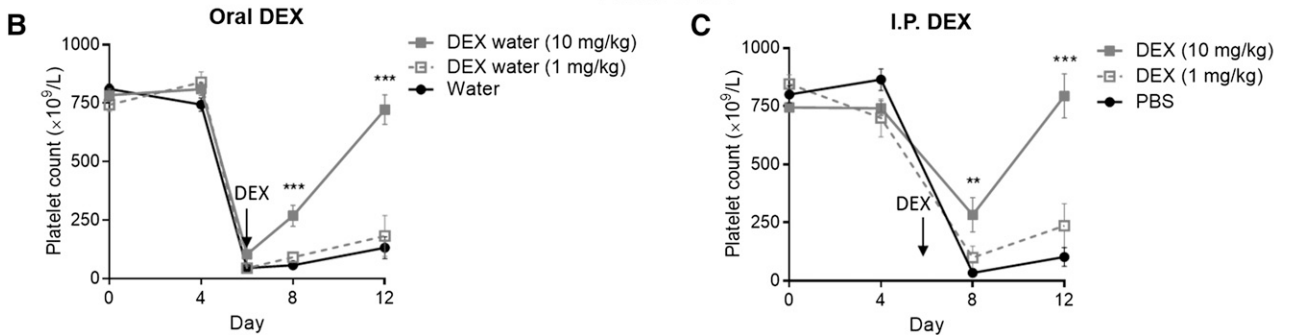 B
Oral DEX
Platelet count (×10⁹/L)
1000
750
500
250
0
0 4 8 12
Day
DEX
***
***
DEX water (10 mg/kg)
DEX water (1 mg/kg)
Water
C
I.P. DEX
Platelet count (×10⁹/L)
1000
750
500
250
0
0 4 8 12
Day
DEX
**
***
DEX (10 mg/kg)
DEX (1 mg/kg)
PBS